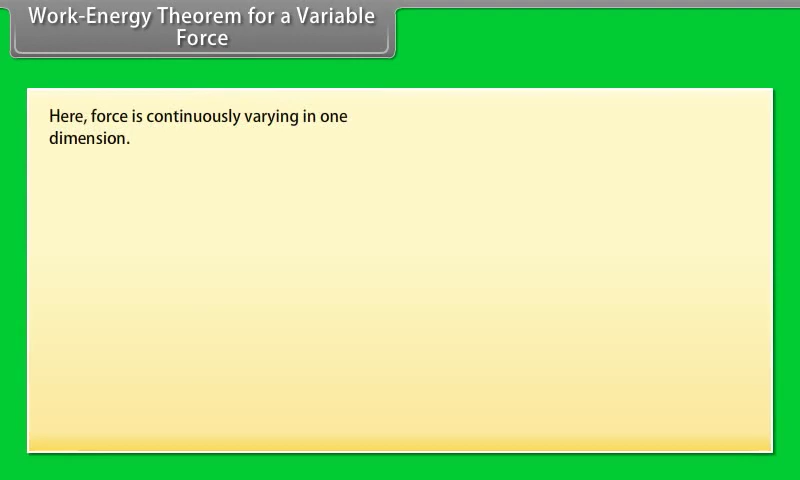 Work-Energy Theorem for a Variable
Force
Here, force is continuously varying in one
dimension.